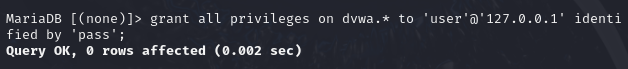 MariaDB [(none)]> grant all privileges on dvwa.* to 'user'@'127.0.0.1' identi
fied by 'pass';
Query OK, 0 rows affected (0.002 sec)